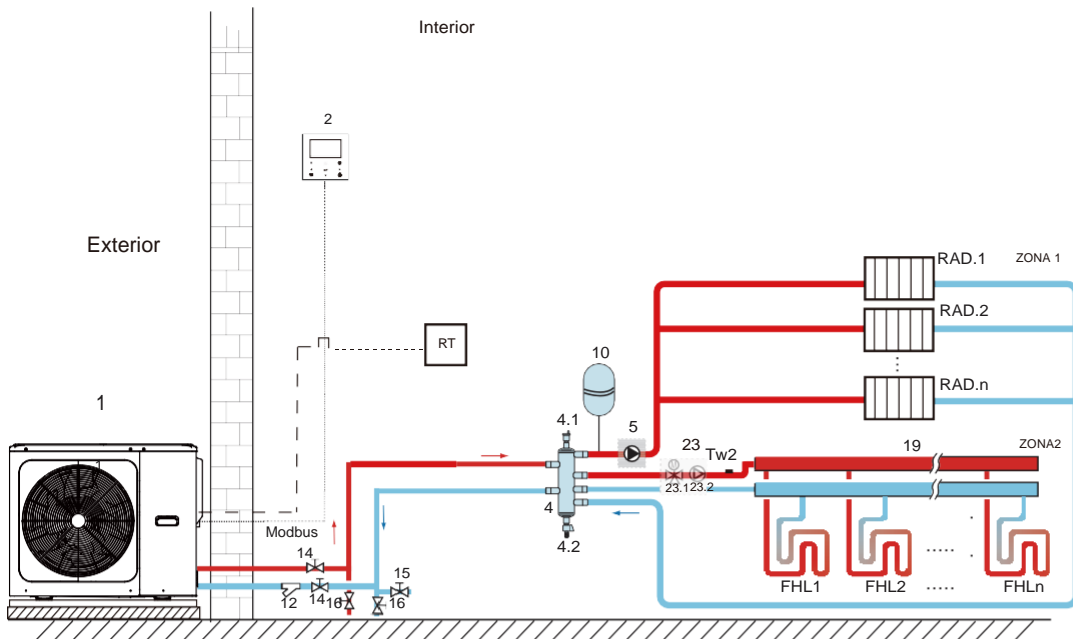 Interior
2
Exterior
RAD.1
ZONA 1
RAD.2
RT
10
RAD.n
1
4.1
5
23
Tw2
19
ZONA2
23.1
23.2
4
Modbus
4.2
14
12
14
16
16
15
FHL1
FHL2
FHLn